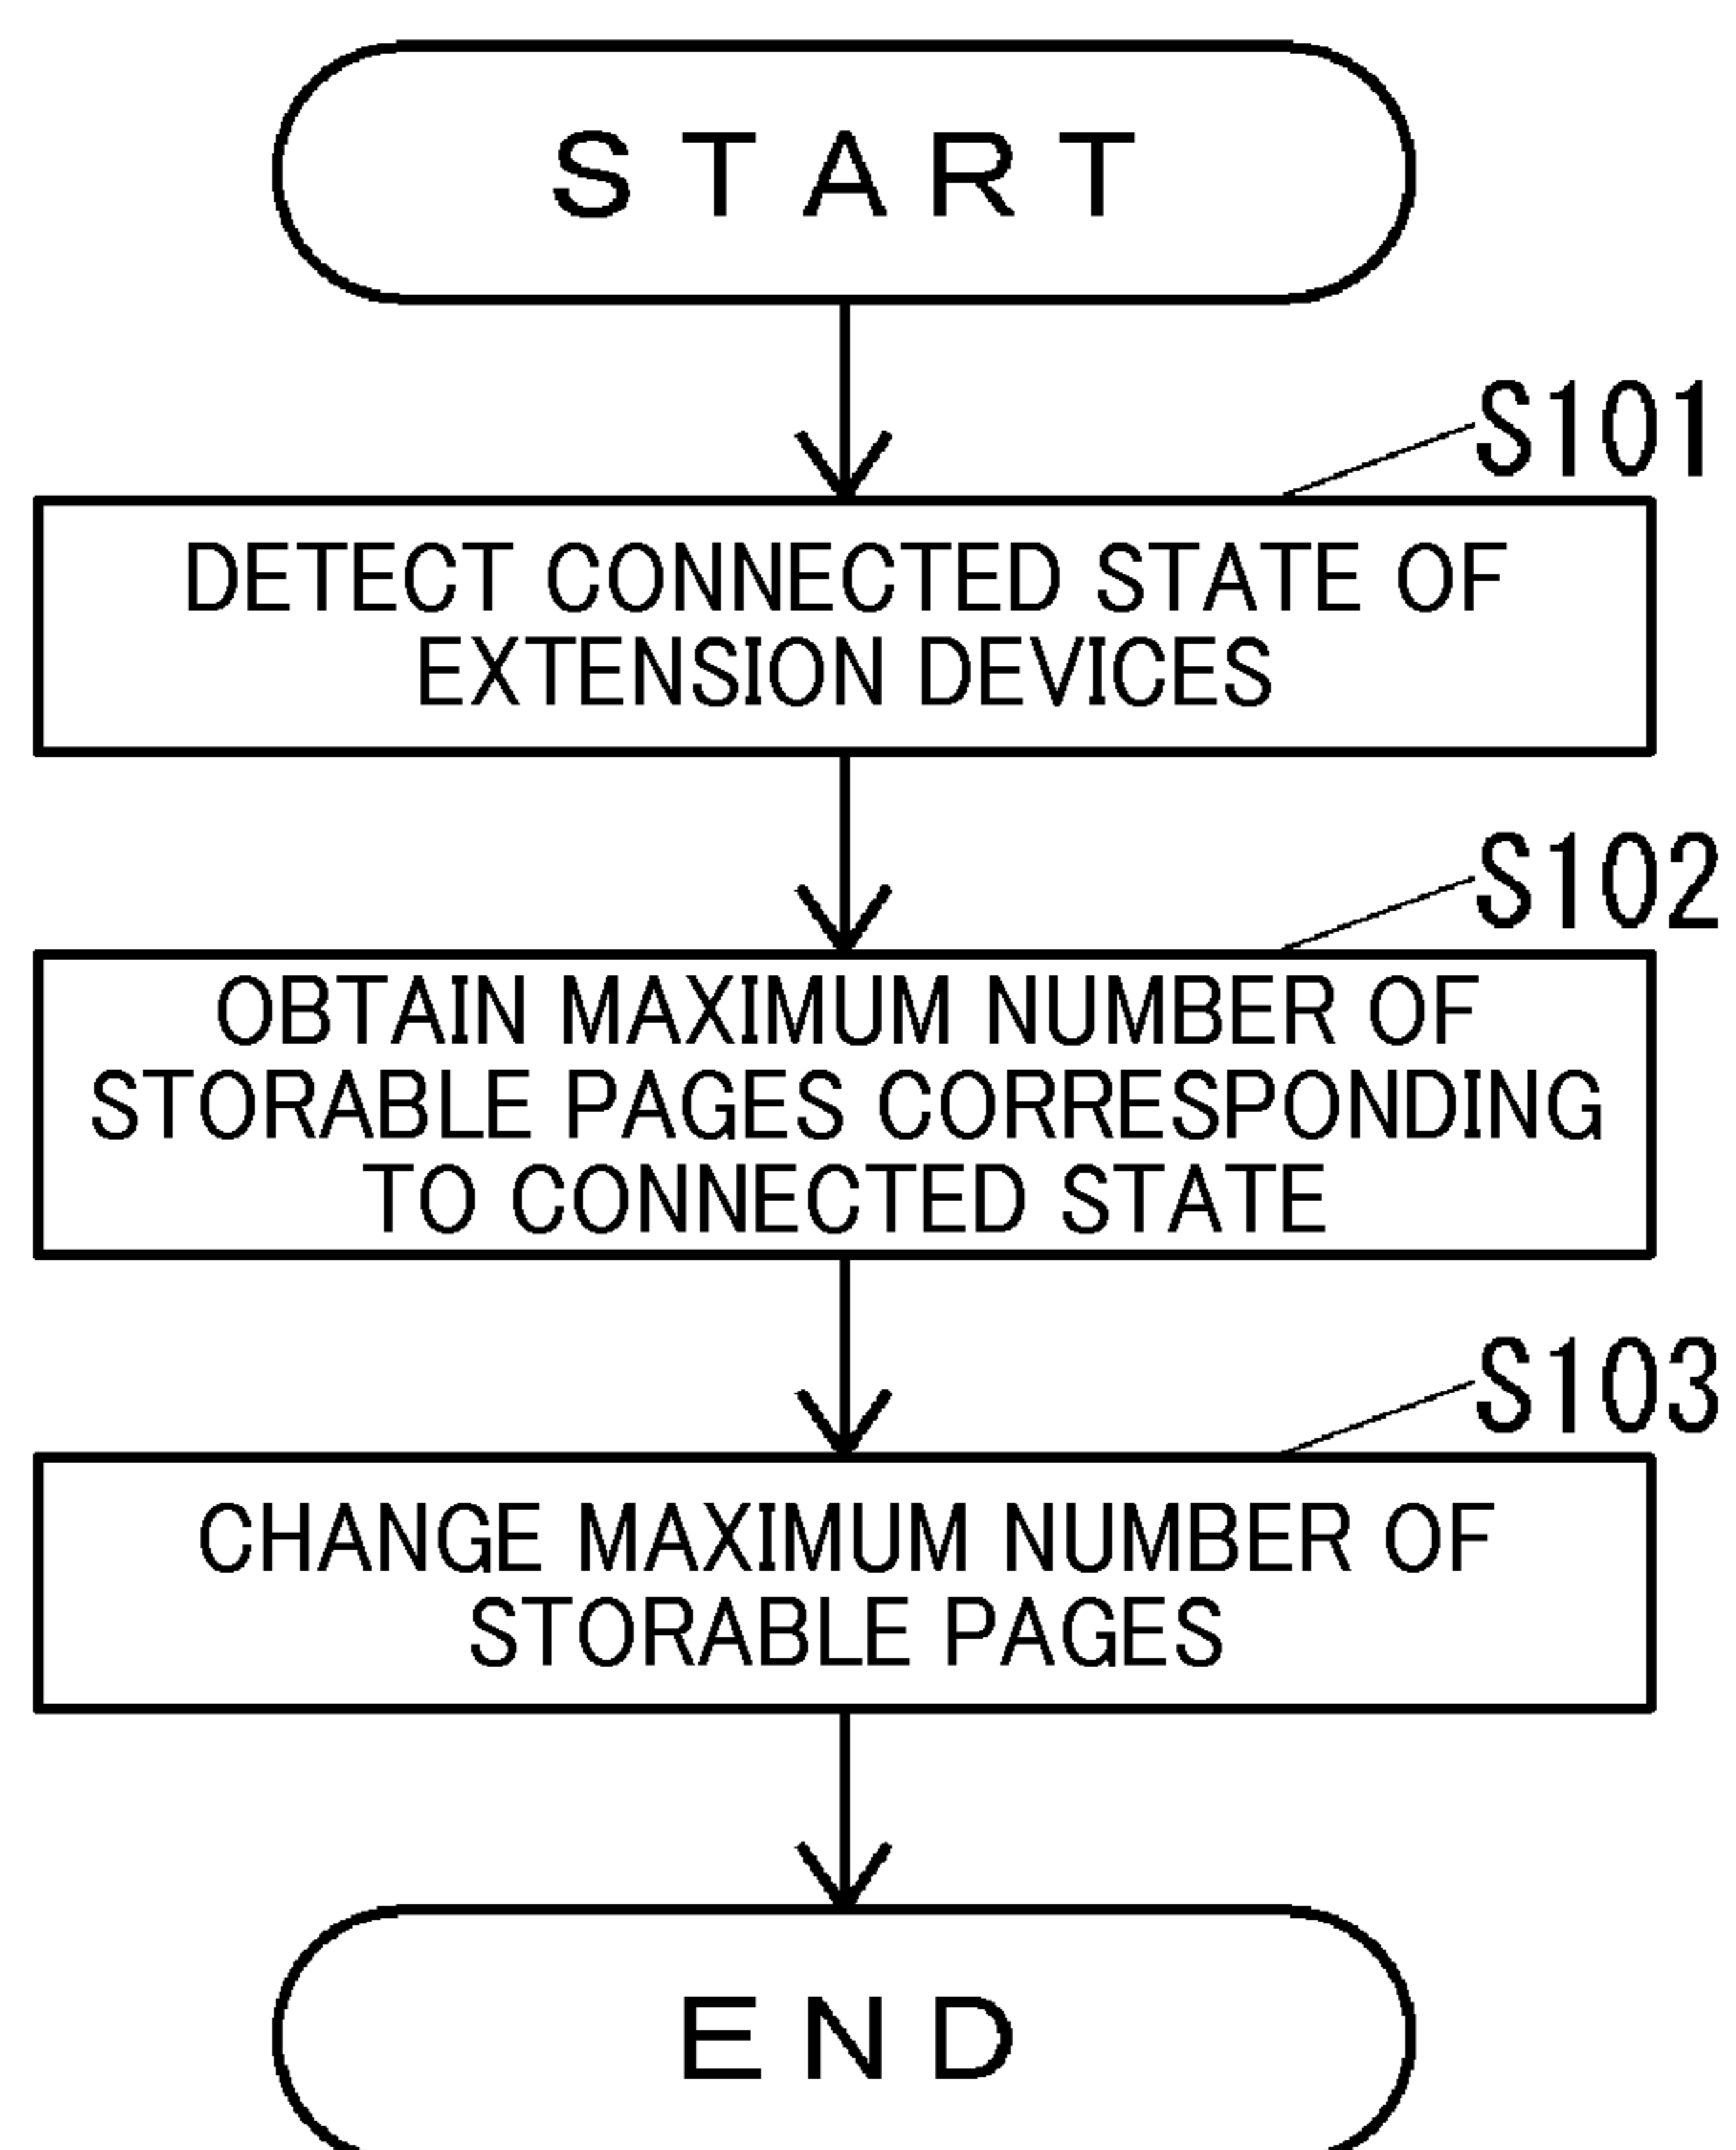 START
S101
DETECT CONNECTED STATE OF
EXTENSION DEVICES
S102
OBTAIN MAXIMUM NUMBER OF
STORABLE PAGES CORRESPONDING
TO CONNECTED STATE
S103
CHANGE MAXIMUM NUMBER OF
STORABLE PAGES
END